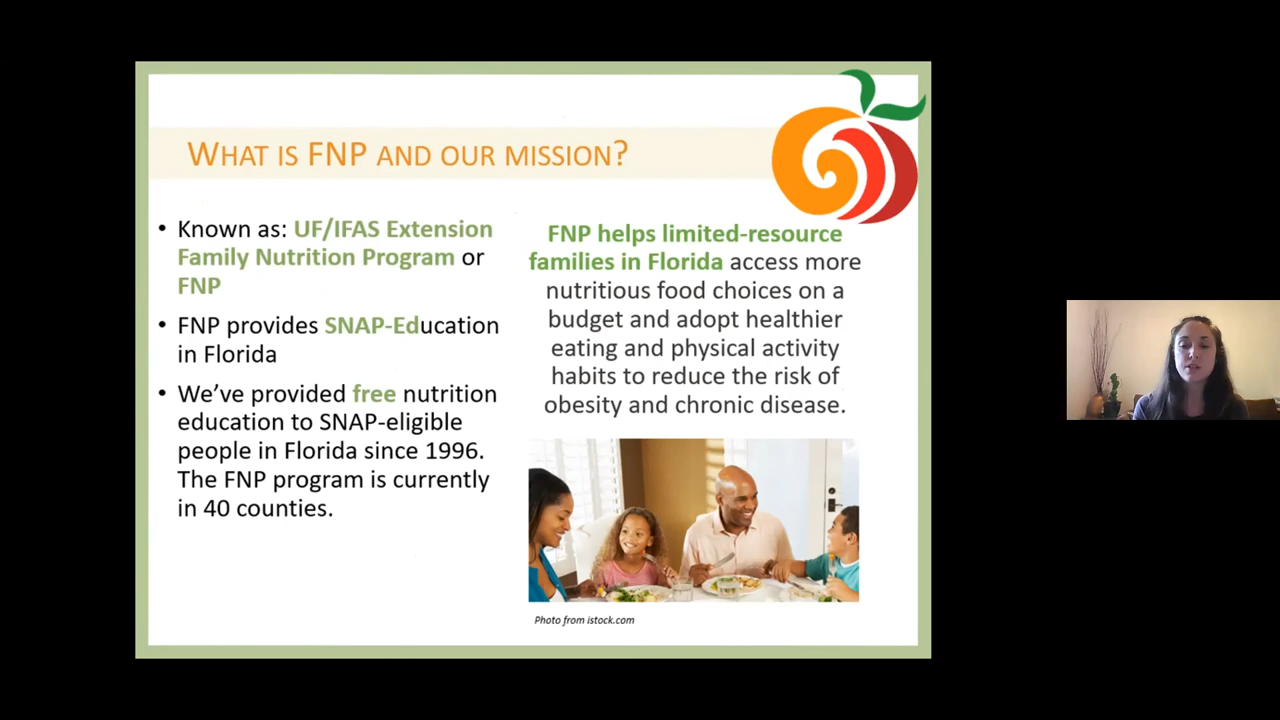 WHAT IS FNP AND OUR MISSION?
• Known as: UF/IFAS Extension
Family Nutrition Program or
FNP
• FNP provides SNAP-Education
in Florida
• We've provided free nutrition
education to SNAP-eligible
people in Florida since 1996.
The FNP program is currently
in 40 counties.
FNP helps limited-resource
families in Florida access more
nutritious food choices on a
budget and adopt healthier
eating and physical activity
habits to reduce the risk of
obesity and chronic disease.
Photo from istock.com